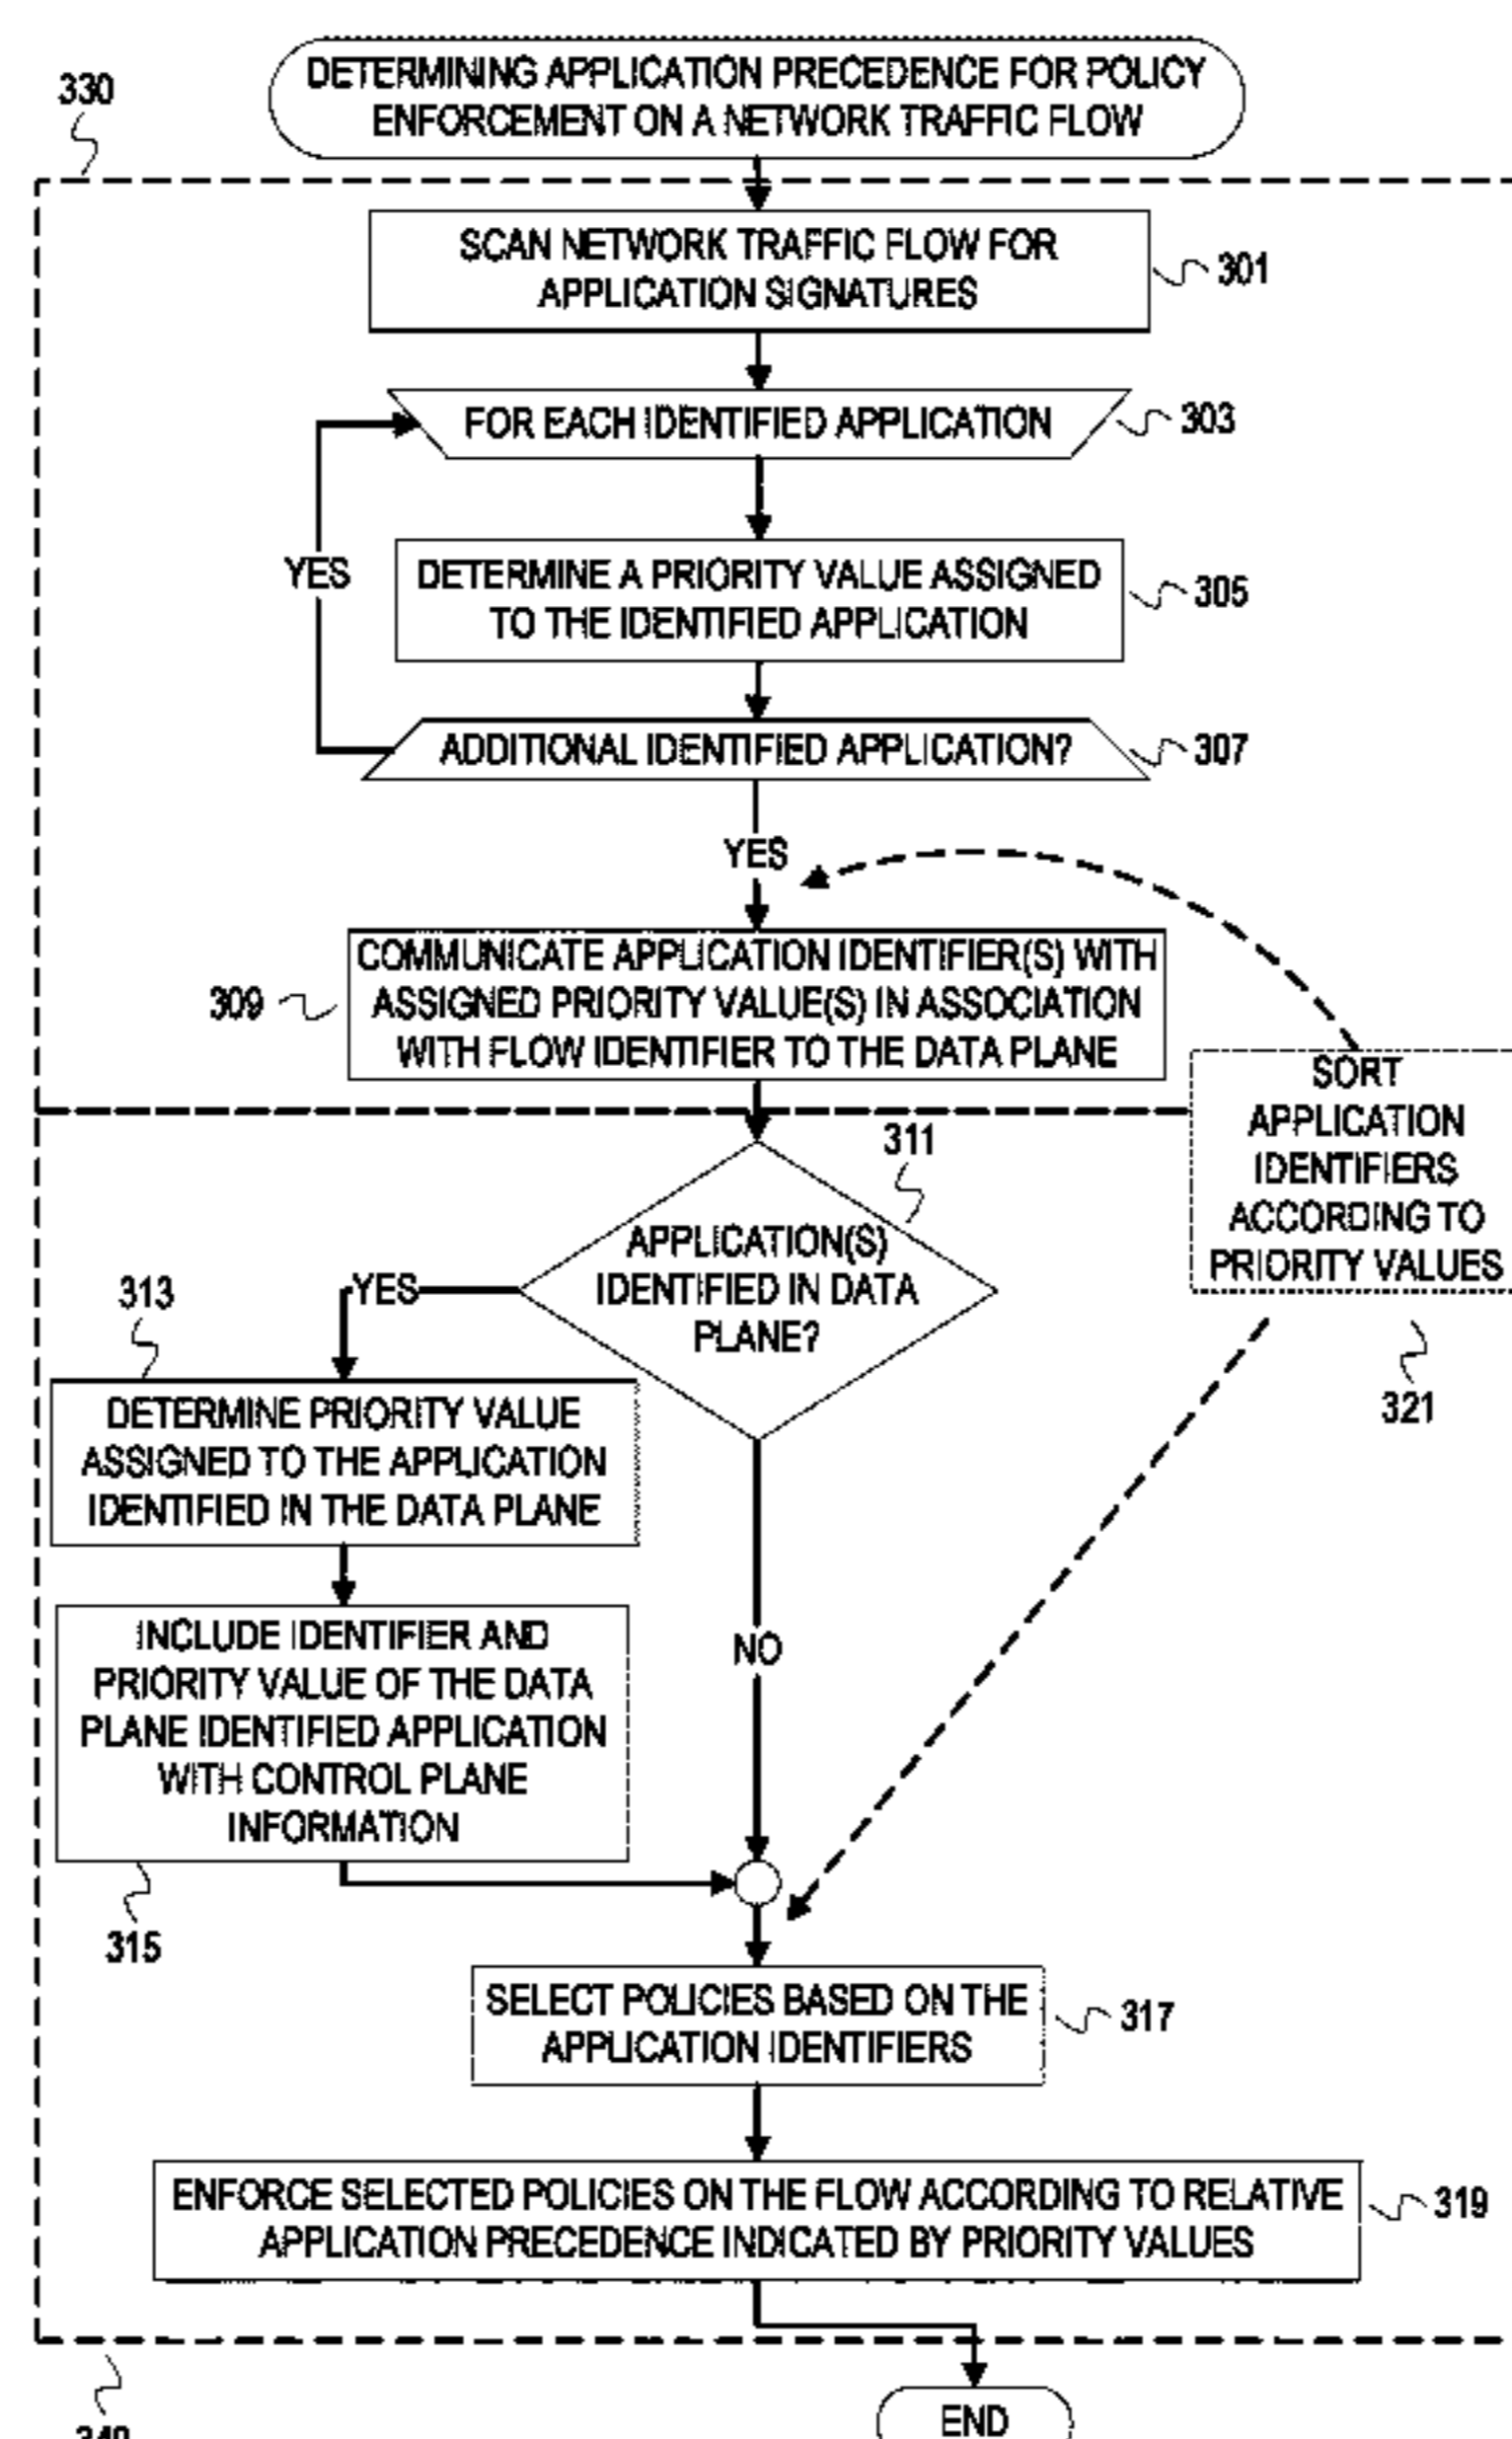 DETERMINING APPLICATION PRECEDENCE FOR POLICY
ENFORCEMENT ON A NETWORK TRAFFIC FLOW
330
SCAN NETWORK TRAFFIC FLOW FOR
APPLICATION SIGNATURES
301
FOR EACH IDENTIFIED APPLICATION
303
YES
DETERMINE A PRIORITY VALUE ASSIGNED
TO THE IDENTIFIED APPLICATION
305
ADDITIONAL IDENTIFIED APPLICATION?
307
YES
COMMUNICATE APPLICATION IDENTIFIER(S) WITH
ASSIGNED PRIORITY VALUE(S) IN ASSOCIATION
WITH FLOW IDENTIFIER TO THE DATA PLANE
309
SORT
APPLICATION
IDENTIFIERS
ACCORDING TO
PRIORITY VALUES
321
311
APPLICATION(S)
IDENTIFIED IN DATA
PLANE?
YES
313
DETERMINE PRIORITY VALUE
ASSIGNED TO THE APPLICATION
IDENTIFIED IN THE DATA PLANE
INCLUDE IDENTIFIER AND
PRIORITY VALUE OF THE DATA
PLANE IDENTIFIED APPLICATION
WITH CONTROL PLANE
INFORMATION
315
NO
SELECT POLICIES BASED ON THE
APPLICATION IDENTIFIERS
317
ENFORCE SELECTED POLICIES ON THE FLOW ACCORDING TO RELATIVE
APPLICATION PRECEDENCE INDICATED BY PRIORITY VALUES
319
END